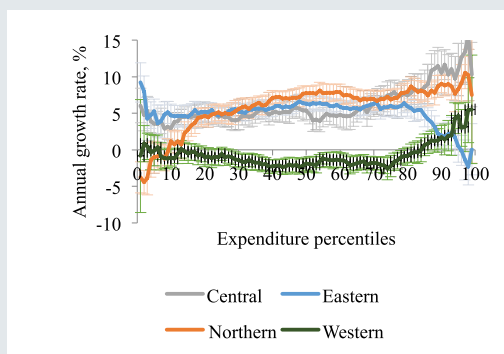 Annual growth rate, %
15
10
5
0
-5
-10
0 10 20 30 40 50 60 70 80 90 100
Expenditure percentiles
Central Eastern
Northern Western